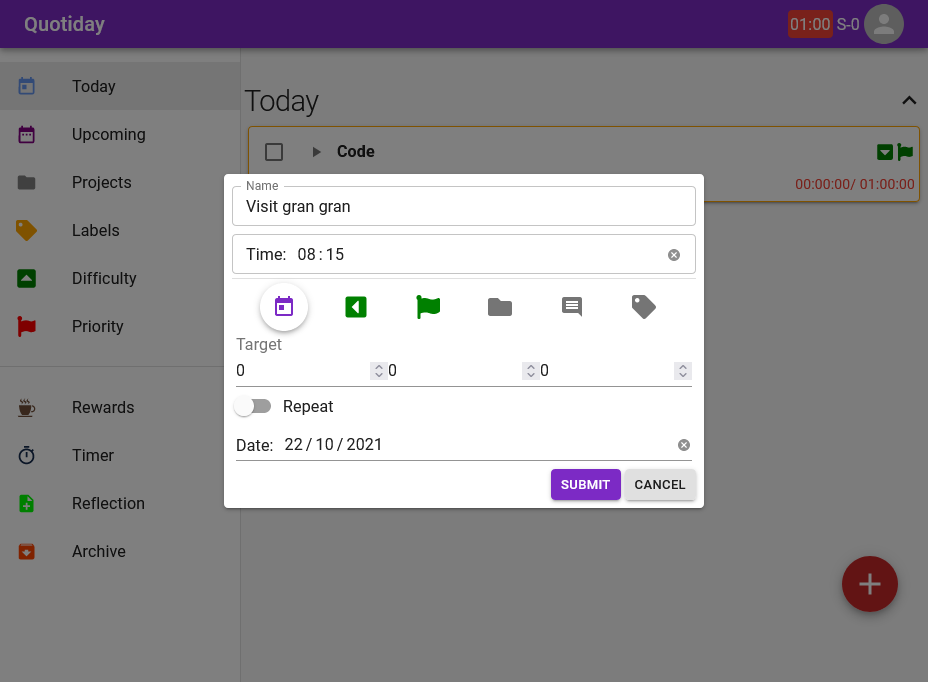 Quotiday
01:00 S-0
Today
Upcoming
Projects
Labels
Difficulty
Priority
Rewards
Timer
Reflection
Archive
Today
Code
00:00:00/ 01:00:00
Name
Visit gran gran
Time: 08:15
Target
0 0 0
Repeat
Date: 22/10/2021
SUBMIT CANCEL